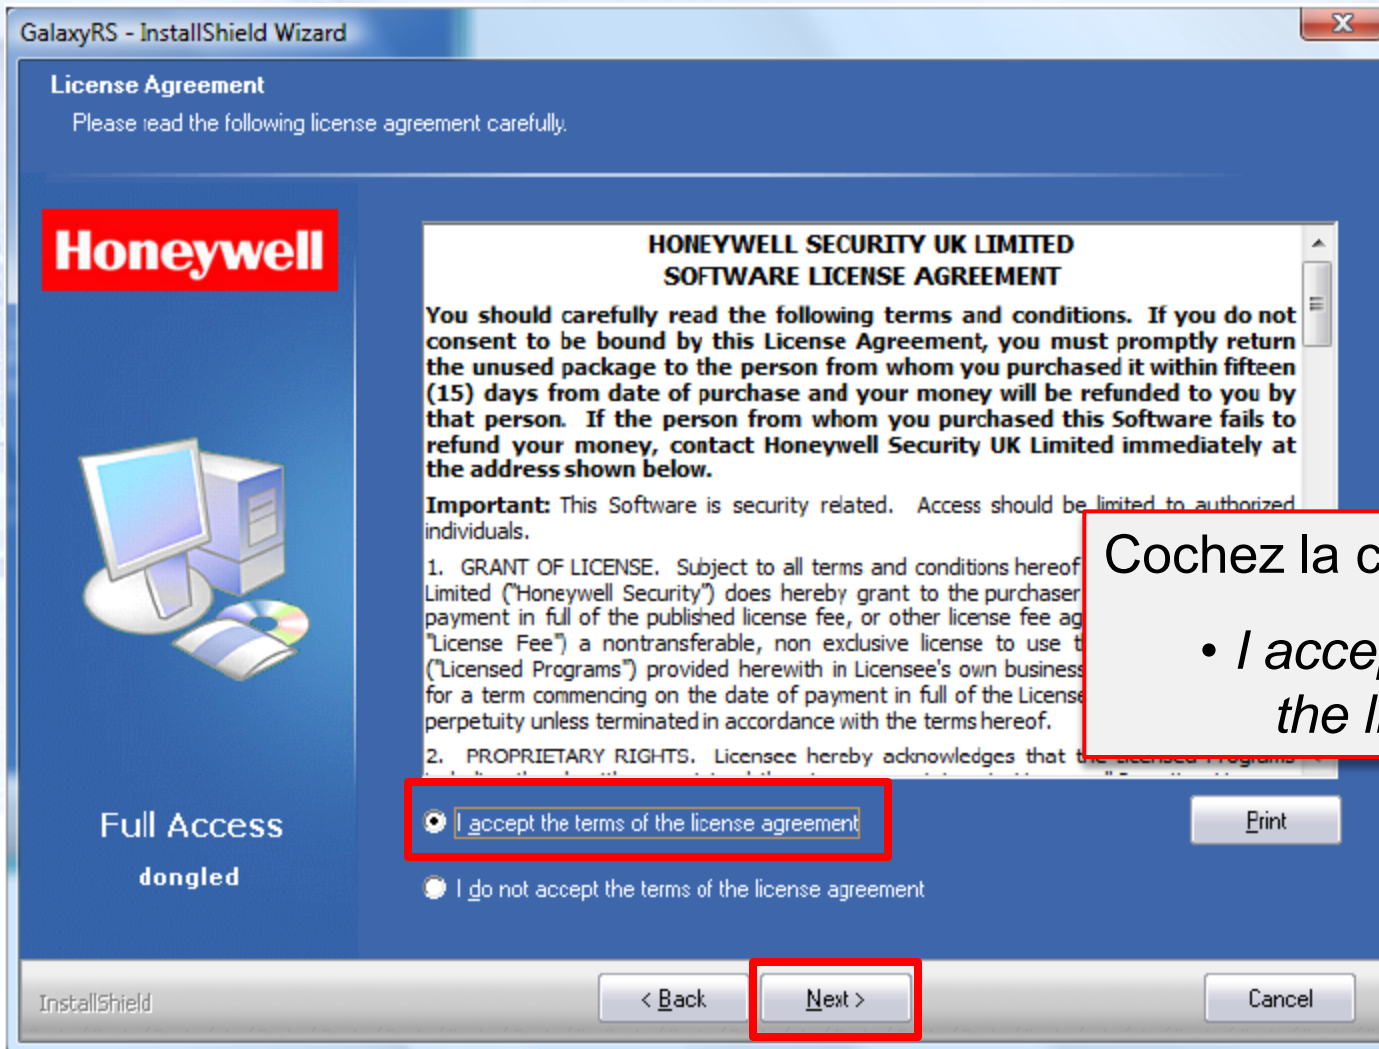 GalaxyRS - InstallShield Wizard
License Agreement
Please read the following license agreement carefully.
Honeywell
HONEYWELL SECURITY UK LIMITED
SOFTWARE LICENSE AGREEMENT
You should carefully read the following terms and conditions. If you do not
consent to be bound by this License Agreement, you must promptly return
the unused package to the person from whom you purchased it within fifteen
(15) days from date of purchase and your money will be refunded to you by
that person. If the person from whom you purchased this Software fails to
refund your money, contact Honeywell Security UK Limited immediately at
the address shown below.
Important: This Software is security related. Access should be limited to authorized
individuals.
1. GRANT OF LICENSE. Subject to all terms and conditions hereof
Limited ("Honeywell Security") does hereby grant to the purchaser
payment in full of the published license fee, or other license fee ag
"License Fee") a nontransferable, non exclusive license to use t
("Licensed Programs") provided herewith in Licensee's own business
for a term commencing on the date of payment in full of the License
perpetuity unless terminated in accordance with the terms hereof.
2. PROPRIETARY RIGHTS. Licensee hereby acknowledges that the Licensed Programs
Cochez la c
• I accep
the li
Full Access
dongled
I accept the terms of the license agreement
Print
I do not accept the terms of the license agreement
InstallShield
< Back
Next >
Cancel